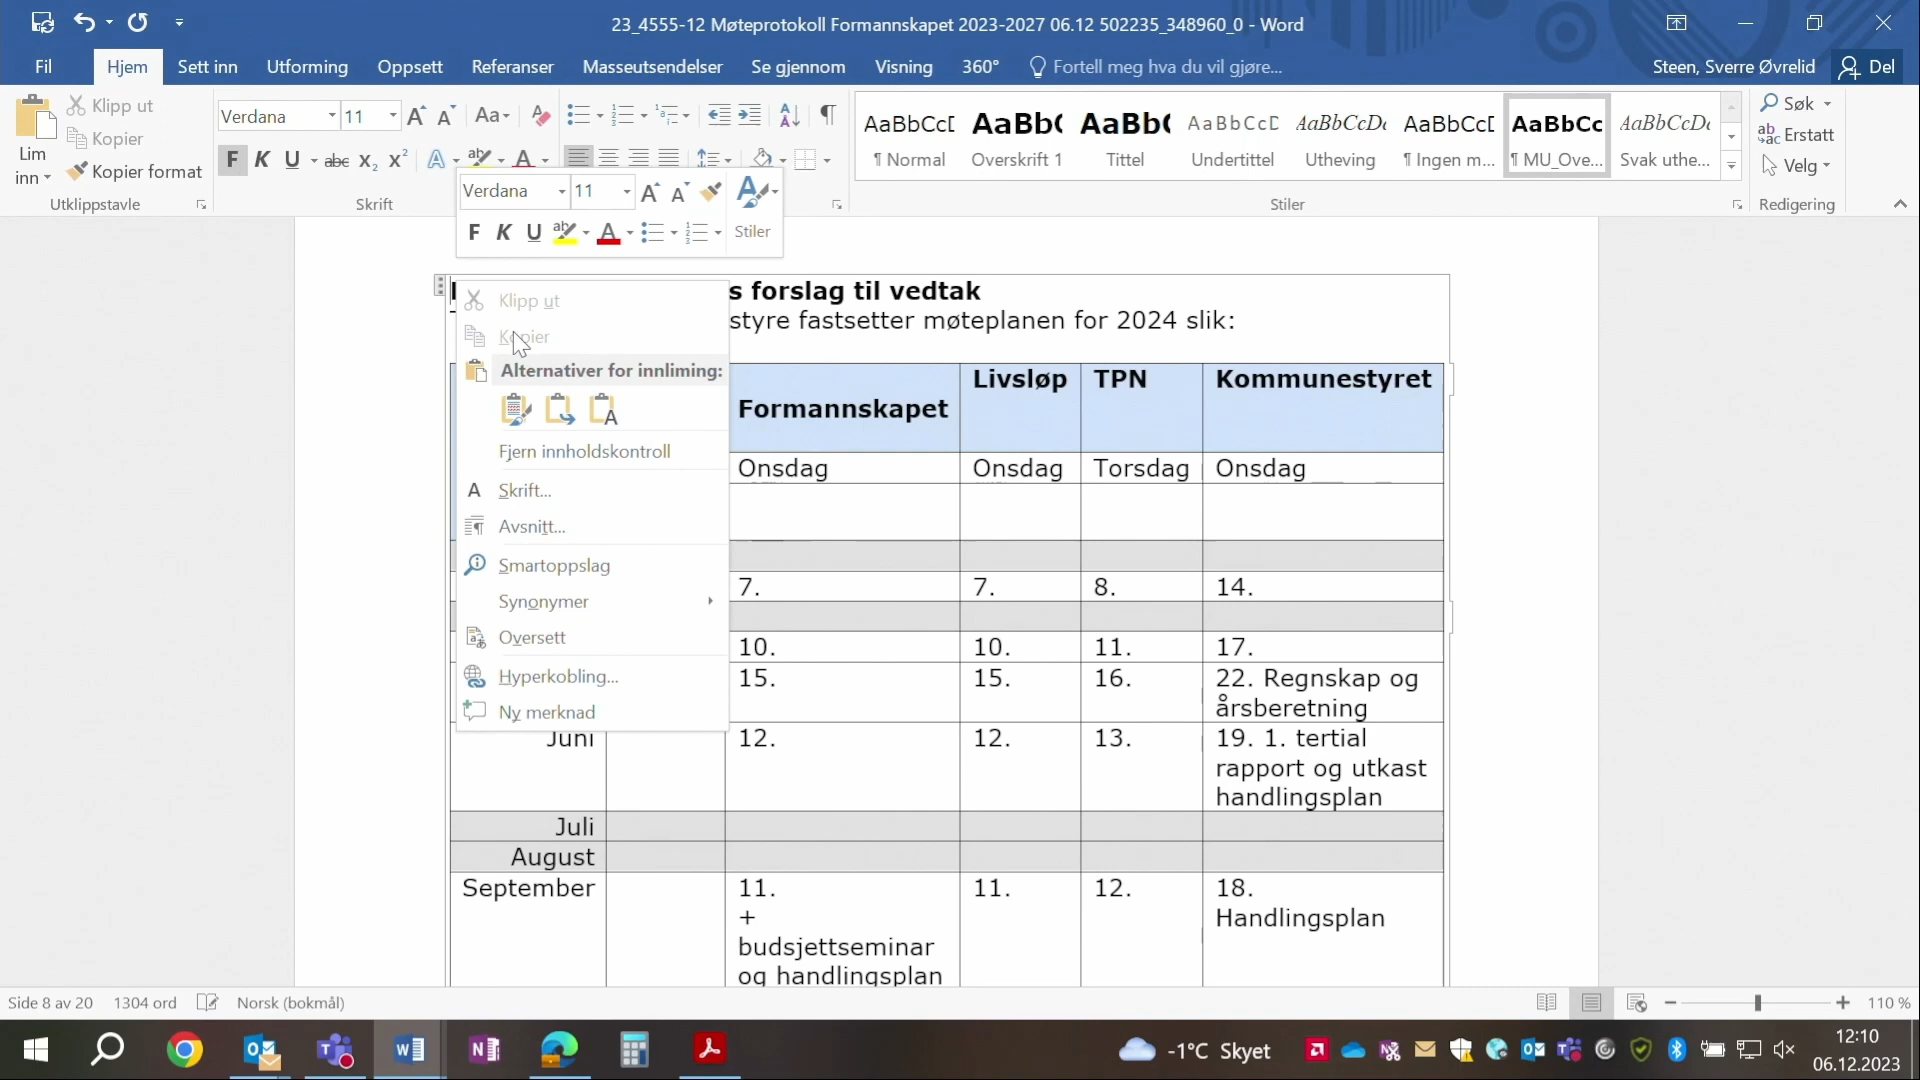 23_4555-12 Møteprotokoll Formannskapet 2023-2027 06.12 502235_348960_0 - Word
Fil Hjem Sett inn Utforming Oppsett Referanser Masseutsendelser Se gjennom Visning 360° Fortell meg hva du vil gjøre... Steen, Sverre Øvrelid Del
Lim inn
Klipp ut
Kopier
Kopier format
Utklippstavle
Verdana 11
Aa
F K U abc x₂ x² A
Skrift
AaBbCcD AaBb( AaBb( AaBbCcD AaBbCcDc AaBbCcD AaBbCc AaBbCcDc
¶ Normal Overskrift 1 Tittel Undertittel Utheving ¶ Ingen m... ¶ MU_Ove... Svak uthe...
Stiler
Søk
Erstatt
Velg
Redigering
Verdana 11
F K U Stiler
Klipp ut
Kopier
Alternativer for innliming:
Fjern innholdskontroll
Skrift...
Avsnitt...
Smartoppslag
Synonymer
Oversett
Hyperkobling...
Ny merknad
s forslag til vedtak
styre fastsetter møteplanen for 2024 slik:
Formannskapet Livsløp TPN Kommunestyret
Onsdag Onsdag Torsdag Onsdag
7. 7. 8. 14.
10. 10. 11. 17.
15. 15. 16. 22. Regnskap og
årsberetning
Juni 12. 12. 13. 19. 1. tertial
rapport og utkast
handlingsplan
Juli
August
September 11. 11. 12. 18.
+ Handlingsplan
budsjettseminar
og handlingsplan
Side 8 av 20 1304 ord Norsk (bokmål) 110 %
-1°C Skyet
12:10
06.12.2023